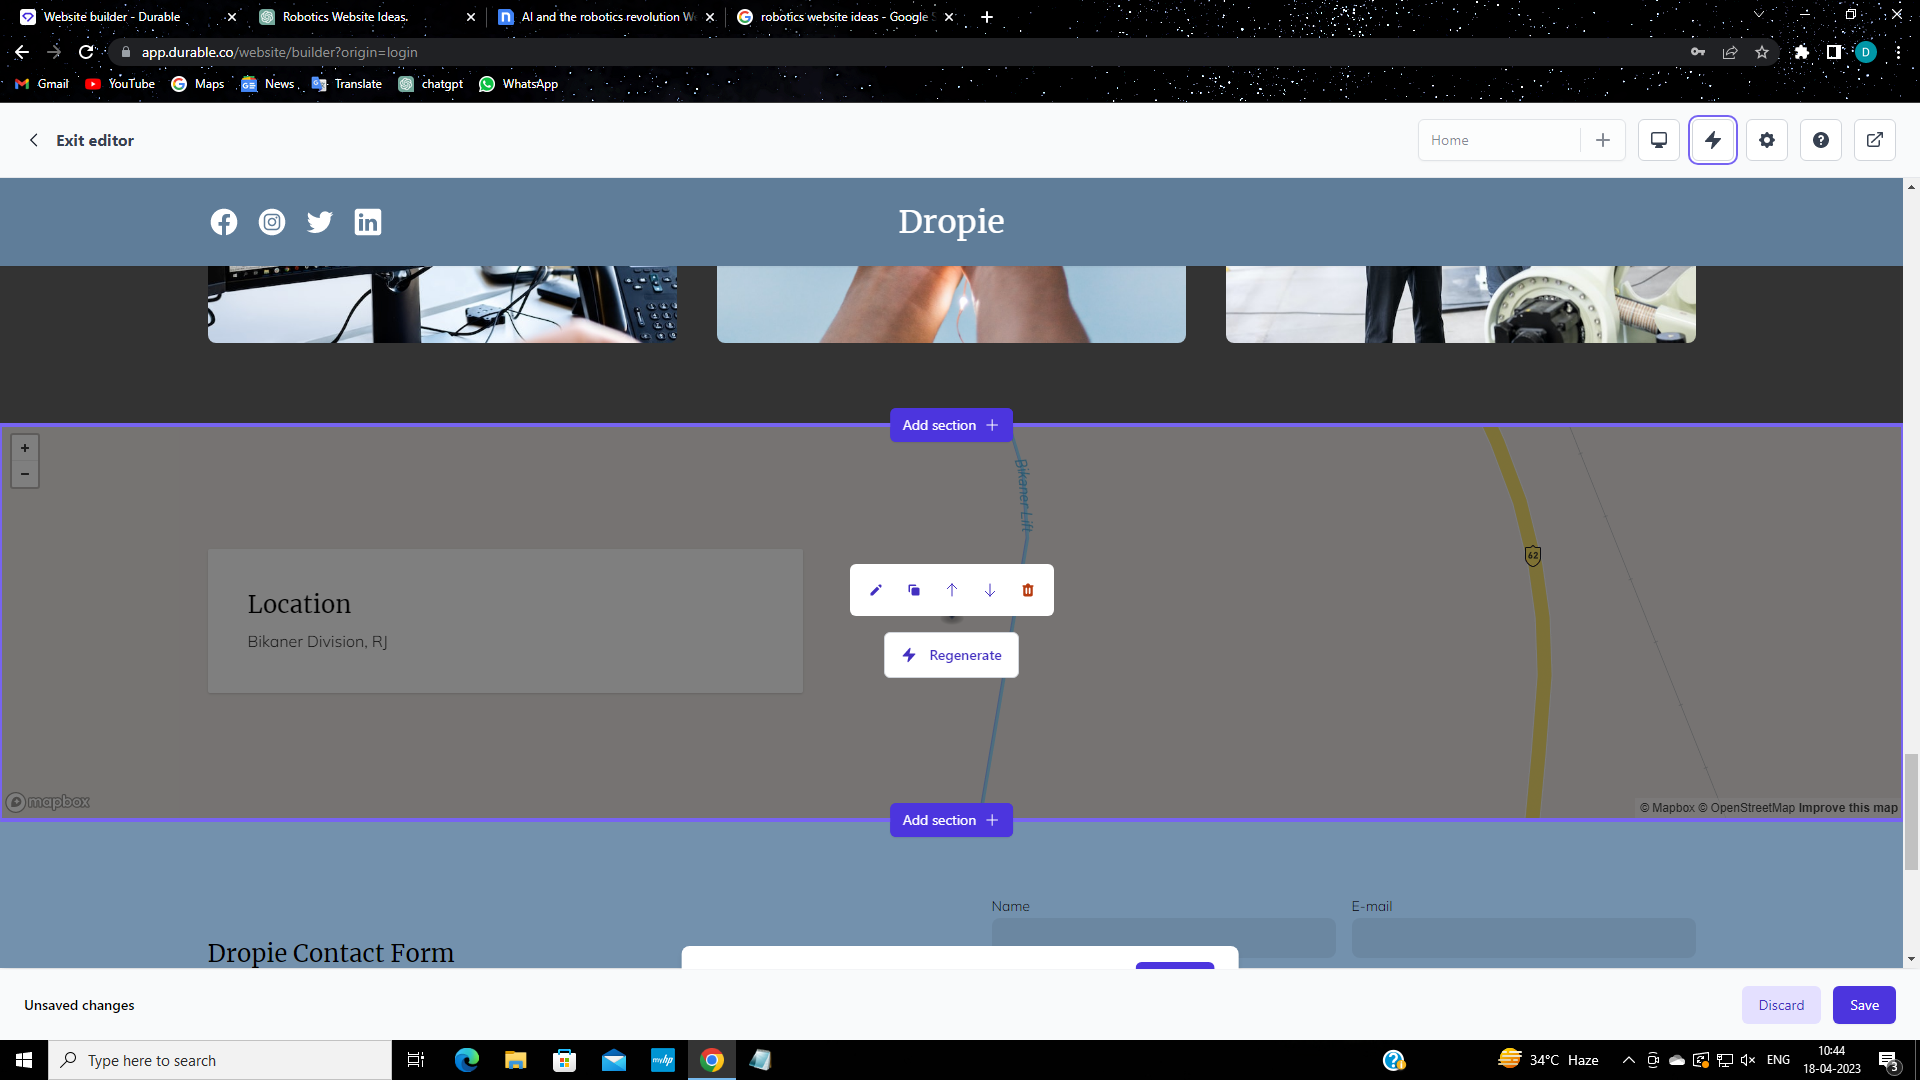 Website builder - Durable
Robotics Website Ideas.
AI and the robotics revolution W
robotics website ideas - Google
app.durable.co/website/builder?origin=login
D
Gmail
YouTube
Maps
News
Translate
chatgpt
WhatsApp
Exit editor
Home
Dropie
Add section
+
−
Bikaner Lift
62
Location
Bikaner Division, RJ
Regenerate
mapbox
© Mapbox © OpenStreetMap Improve this map
Add section
Name
E-mail
Dropie Contact Form
Unsaved changes
Discard
Save
Type here to search
34°C Haze
ENG
10:44
18-04-2023
3